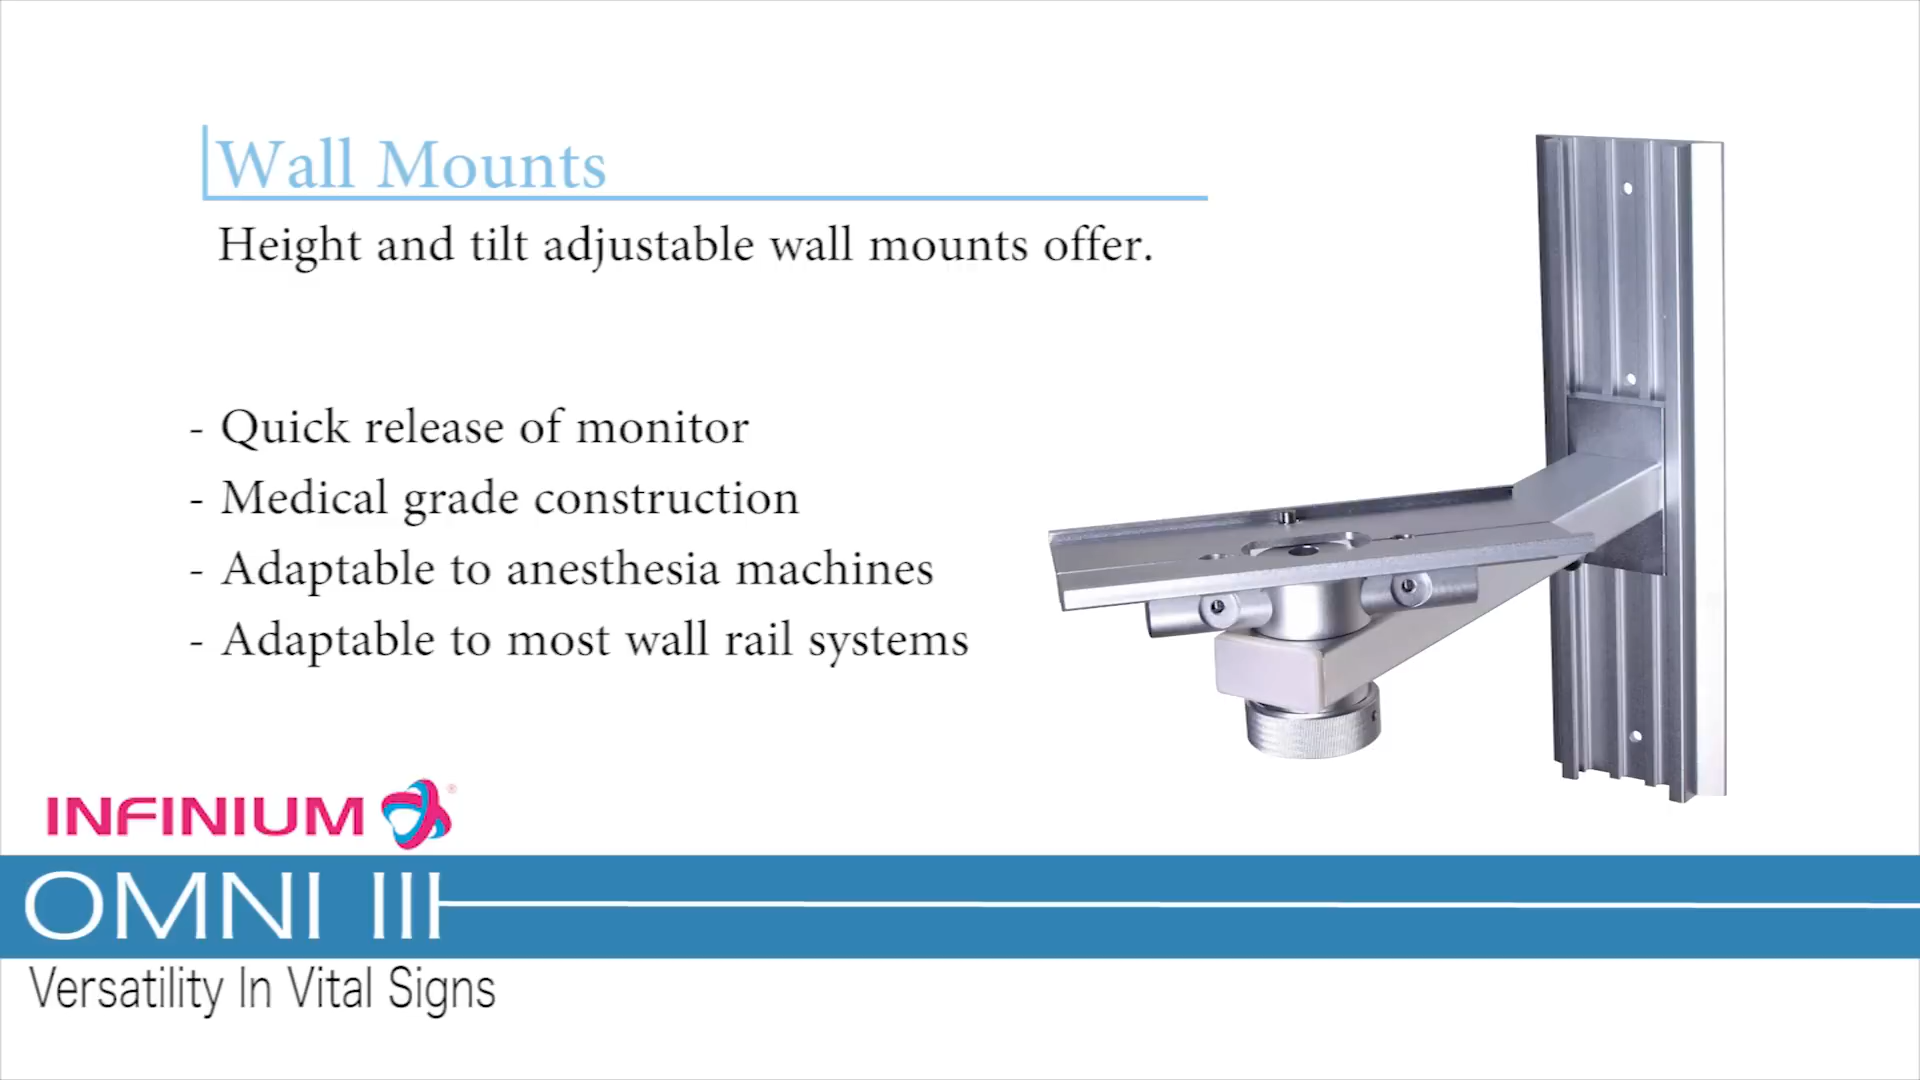 Wall Mounts
Height and tilt adjustable wall mounts offer.
- Quick release of monitor
- Medical grade construction
- Adaptable to anesthesia machines
- Adaptable to most wall rail systems
INFINIUM ®
OMNI III
Versatility In Vital Signs